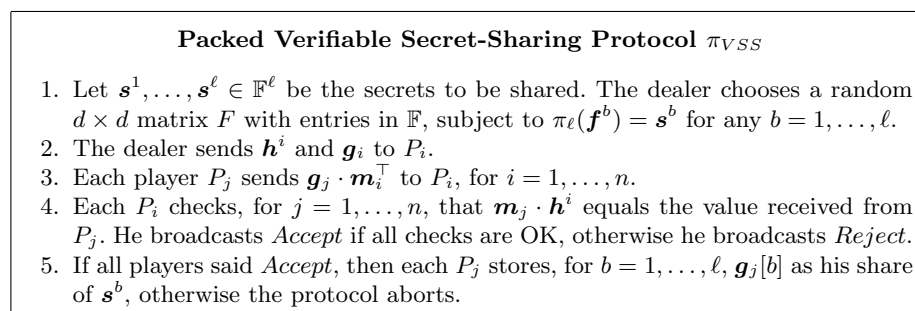 Packed Verifiable Secret-Sharing Protocol π_VSS
1. Let s^1, . . . , s^ℓ ∈ 𝔽^ℓ be the secrets to be shared. The dealer chooses a random
d × d matrix F with entries in 𝔽, subject to π_ℓ(f^b) = s^b for any b = 1, . . . , ℓ.
2. The dealer sends h^i and g_i to P_i.
3. Each player P_j sends g_j · m_i^⊤ to P_i, for i = 1, . . . , n.
4. Each P_i checks, for j = 1, . . . , n, that m_j · h^i equals the value received from
P_j. He broadcasts Accept if all checks are OK, otherwise he broadcasts Reject.
5. If all players said Accept, then each P_j stores, for b = 1, . . . , ℓ, g_j[b] as his share
of s^b, otherwise the protocol aborts.